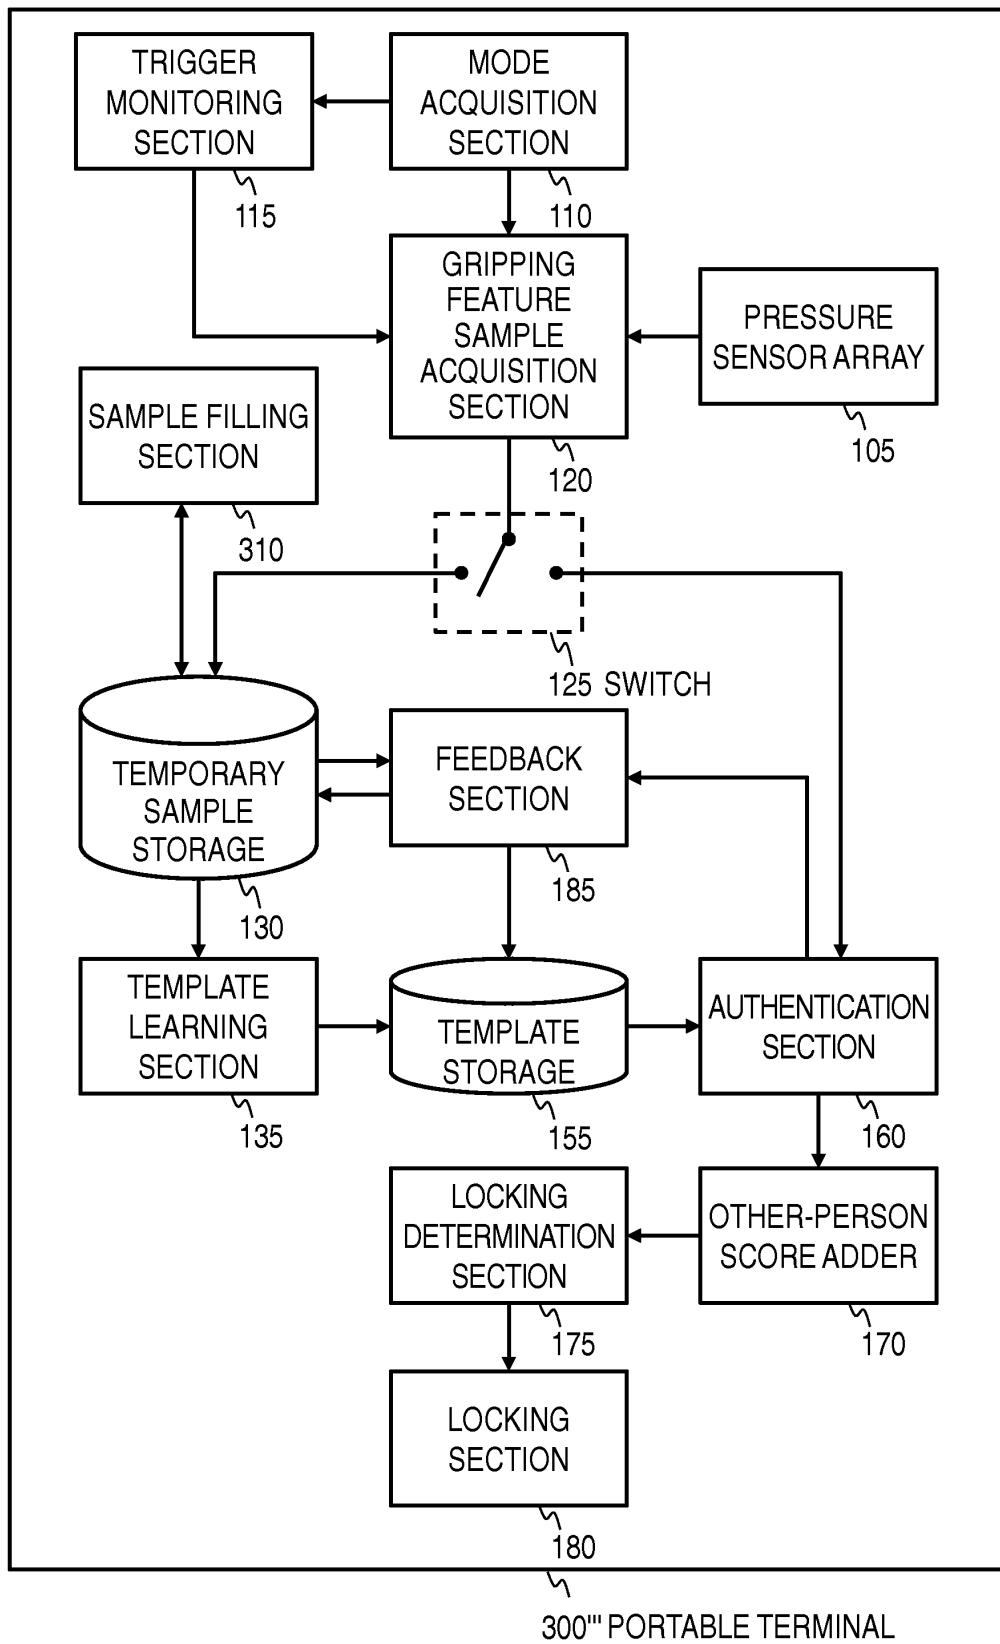 TRIGGER
MONITORING
SECTION
115
MODE
ACQUISITION
SECTION
110
GRIPPING
FEATURE
SAMPLE
ACQUISITION
SECTION
120
PRESSURE
SENSOR ARRAY
105
SAMPLE FILLING
SECTION
310
125 SWITCH
TEMPORARY
SAMPLE
STORAGE
130
FEEDBACK
SECTION
185
TEMPLATE
LEARNING
SECTION
135
TEMPLATE
STORAGE
155
AUTHENTICATION
SECTION
160
LOCKING
DETERMINATION
SECTION
175
OTHER-PERSON
SCORE ADDER
170
LOCKING
SECTION
180
300''' PORTABLE TERMINAL